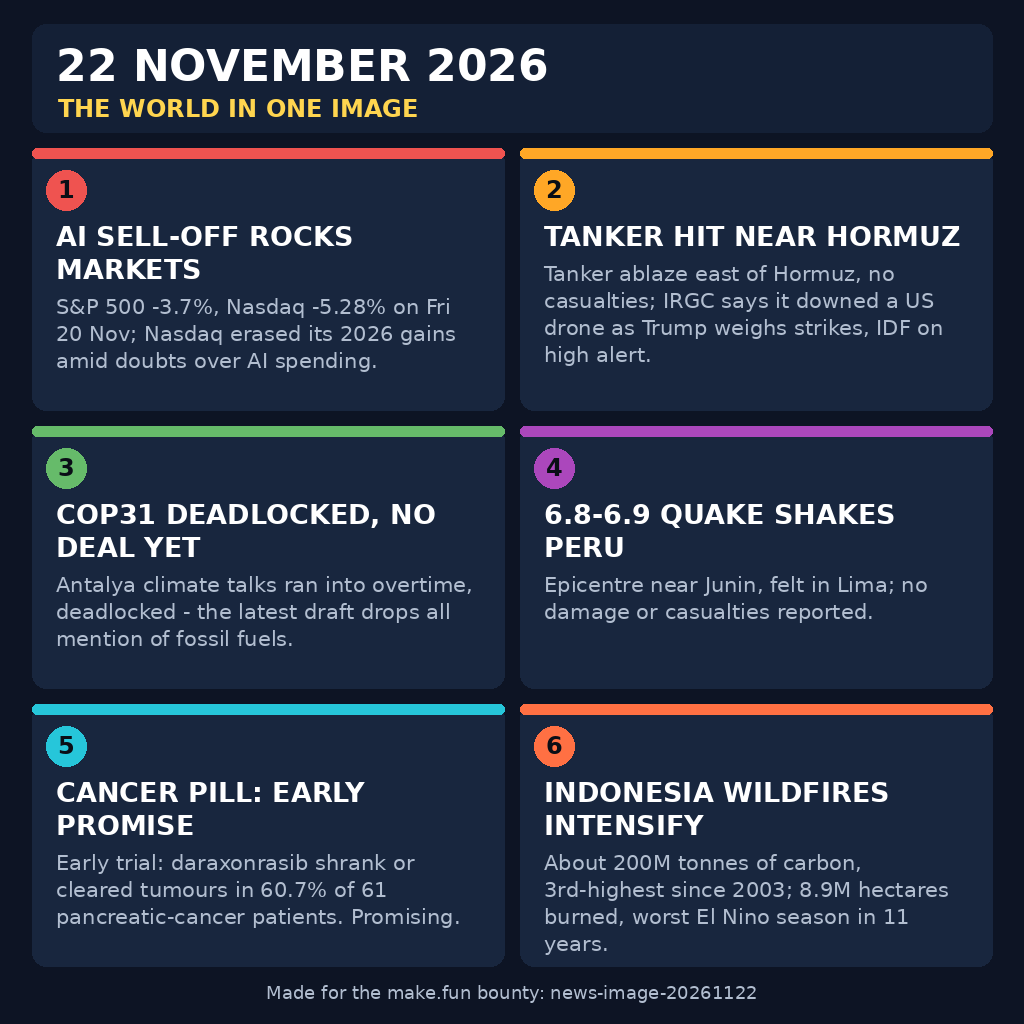 22 NOVEMBER 2026
THE WORLD IN ONE IMAGE
1
AI SELL-OFF ROCKS
MARKETS
S&P 500 -3.7%, Nasdaq -5.28% on Fri
20 Nov; Nasdaq erased its 2026 gains
amid doubts over AI spending.
2
TANKER HIT NEAR HORMUZ
Tanker ablaze east of Hormuz, no
casualties; IRGC says it downed a US
drone as Trump weighs strikes, IDF on
high alert.
3
COP31 DEADLOCKED, NO
DEAL YET
Antalya climate talks ran into overtime,
deadlocked - the latest draft drops all
mention of fossil fuels.
4
6.8-6.9 QUAKE SHAKES
PERU
Epicentre near Junin, felt in Lima; no
damage or casualties reported.
5
CANCER PILL: EARLY
PROMISE
Early trial: daraxonrasib shrank or
cleared tumours in 60.7% of 61
pancreatic-cancer patients. Promising.
6
INDONESIA WILDFIRES
INTENSIFY
About 200M tonnes of carbon,
3rd-highest since 2003; 8.9M hectares
burned, worst El Nino season in 11
years.
Made for the make.fun bounty: news-image-20261122